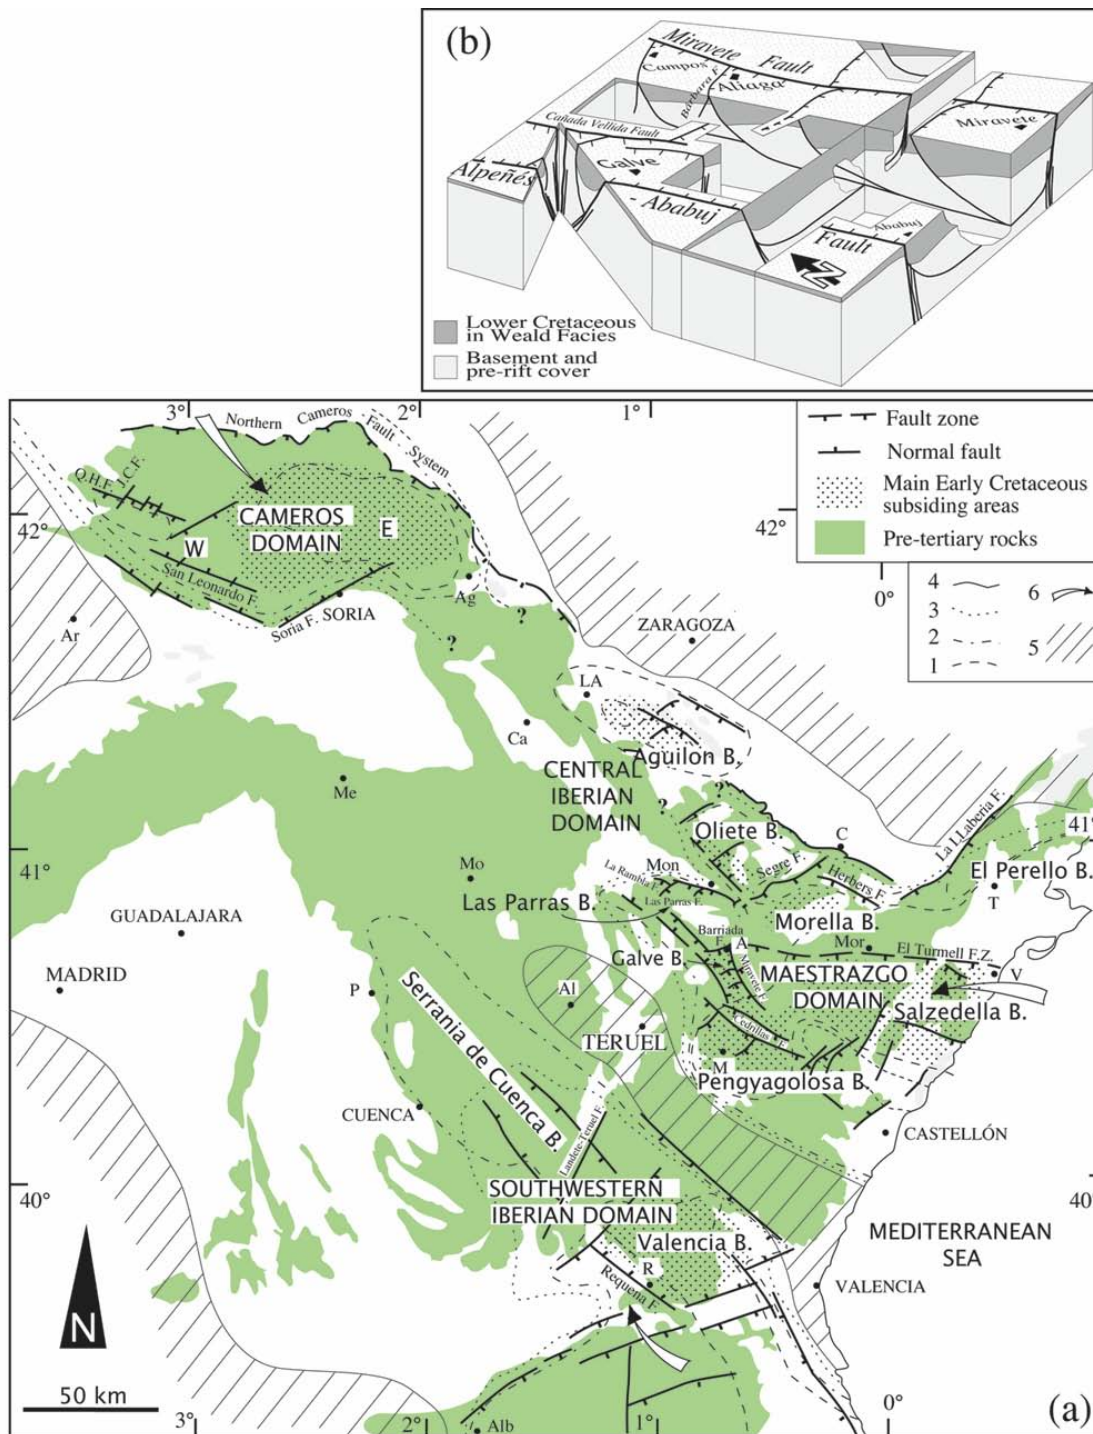 (b)
Miravete Fault
Campos
Barbara F.
Aliaga
Cañada Vellida Fault
Miravete
Galve
Alpeñés
Ababuj
Ababuj
Fault
N
Lower Cretaceous
in Weald Facies
Basement and
pre-rift cover
3°
2°
1°
Northern Cameros Fault System
Fault zone
Normal fault
Main Early Cretaceous
subsiding areas
Pre-tertiary rocks
Q.H.F.
J.C.F.
42°
42°
CAMEROS
DOMAIN
E
W
San Leonardo F.
Soria F.
SORIA
Ag
Ar
?
?
0°
4
3
2
1
6
5
ZARAGOZA
LA
Ca
Aguilon B.
CENTRAL
IBERIAN
DOMAIN
Me
?
?
Oliete B.
C
La I Laberia F.
41°
41°
Mo
Mon
Segre F.
Herbers F.
El Perello B.
T
La Rambla F.
Las Parras F.
Las Parras B.
Morella B.
GUADALAJARA
Barriada
F.
A
Mor
El Turmell F.Z.
Galve B.
Miravete F.
MAESTRAZGO
DOMAIN
V
MADRID
P
Al
Salzedella B.
Serrania de Cuenca B.
TERUEL
Cedrillas F.
M
Pengyagolosa B.
CUENCA
Landete-Teruel F.
CASTELLÓN
40°
40°
SOUTHWESTERN
IBERIAN DOMAIN
Valencia B.
MEDITERRANEAN
SEA
R
Requena F.
VALENCIA
N
50 km
3°
2°
Alb
1°
0°
(a)